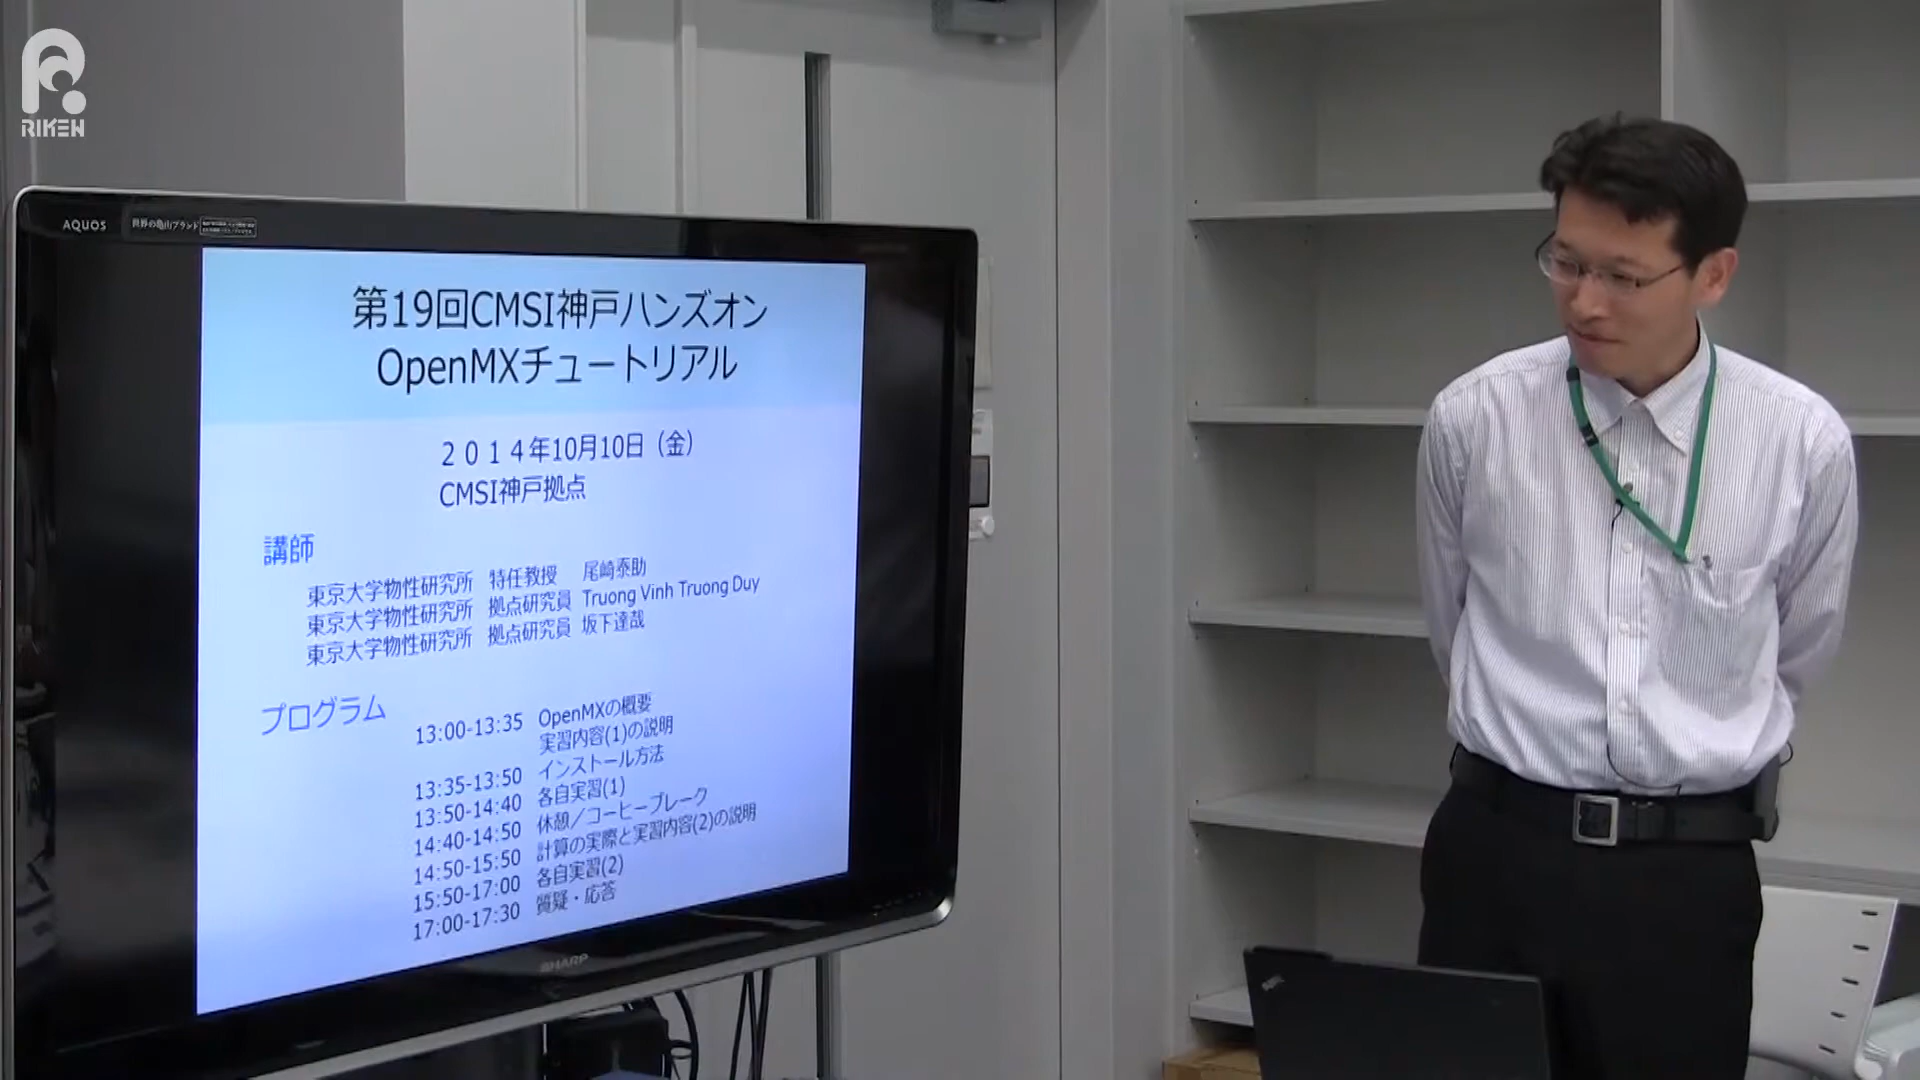 RIKEN
AQUOS 世界の亀山ブランド
第19回CMSI神戸ハンズオン
OpenMXチュートリアル
2014年10月10日（金）
CMSI神戸拠点
講師
東京大学物性研究所 特任教授 尾崎泰助
東京大学物性研究所 拠点研究員 Truong Vinh Truong Duy
東京大学物性研究所 拠点研究員 坂下達哉
プログラム
13:00-13:35 OpenMXの概要
実習内容(1)の説明
13:35-13:50 インストール方法
13:50-14:40 各自実習(1)
14:40-14:50 休憩／コーヒーブレーク
14:50-15:50 計算の実際と実習内容(2)の説明
15:50-17:00 各自実習(2)
17:00-17:30 質疑・応答
SHARP